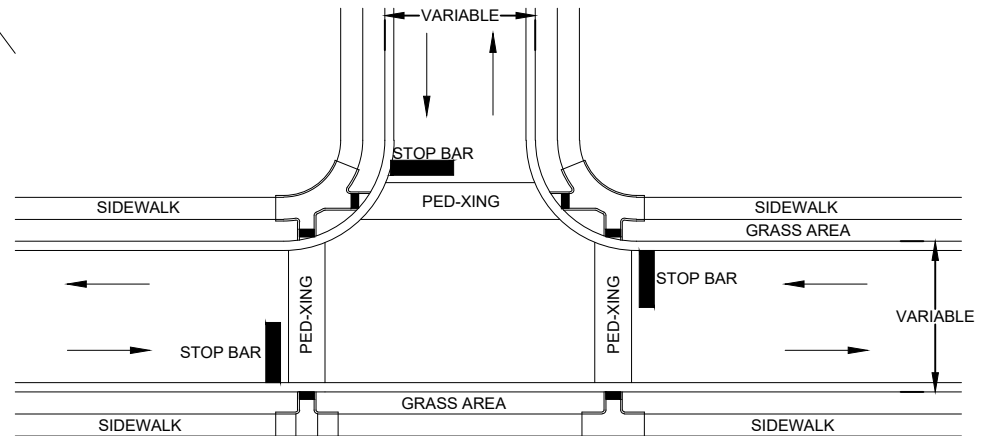 VARIABLE
STOP BAR
PED-XING
SIDEWALK
SIDEWALK
GRASS AREA
PED-XING
PED-XING
STOP BAR
VARIABLE
STOP BAR
GRASS AREA
SIDEWALK
SIDEWALK